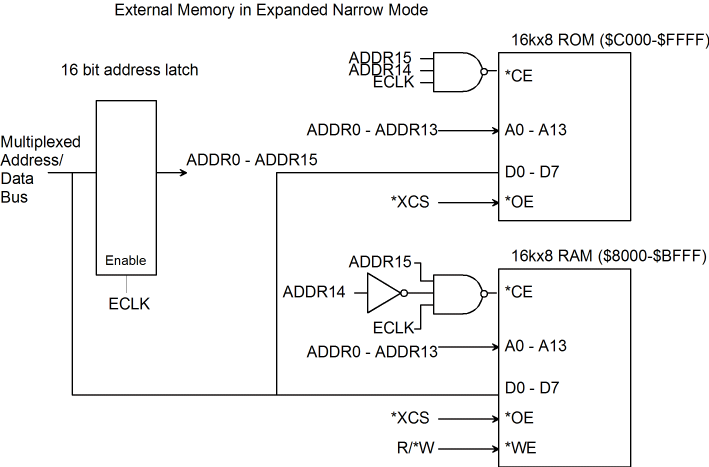 External Memory in Expanded Narrow Mode
16 bit address latch
Multiplexed
Address/
Data
Bus
ADDR0 - ADDR15
Enable
ECLK
16kx8 ROM ($C000-$FFFF)
ADDR15
ADDR14
ECLK
*CE
ADDR0 - ADDR13
A0 - A13
D0 - D7
*XCS
*OE
16kx8 RAM ($8000-$BFFF)
ADDR15
ADDR14
ECLK
*CE
ADDR0 - ADDR13
A0 - A13
D0 - D7
*XCS
*OE
R/*W
*WE